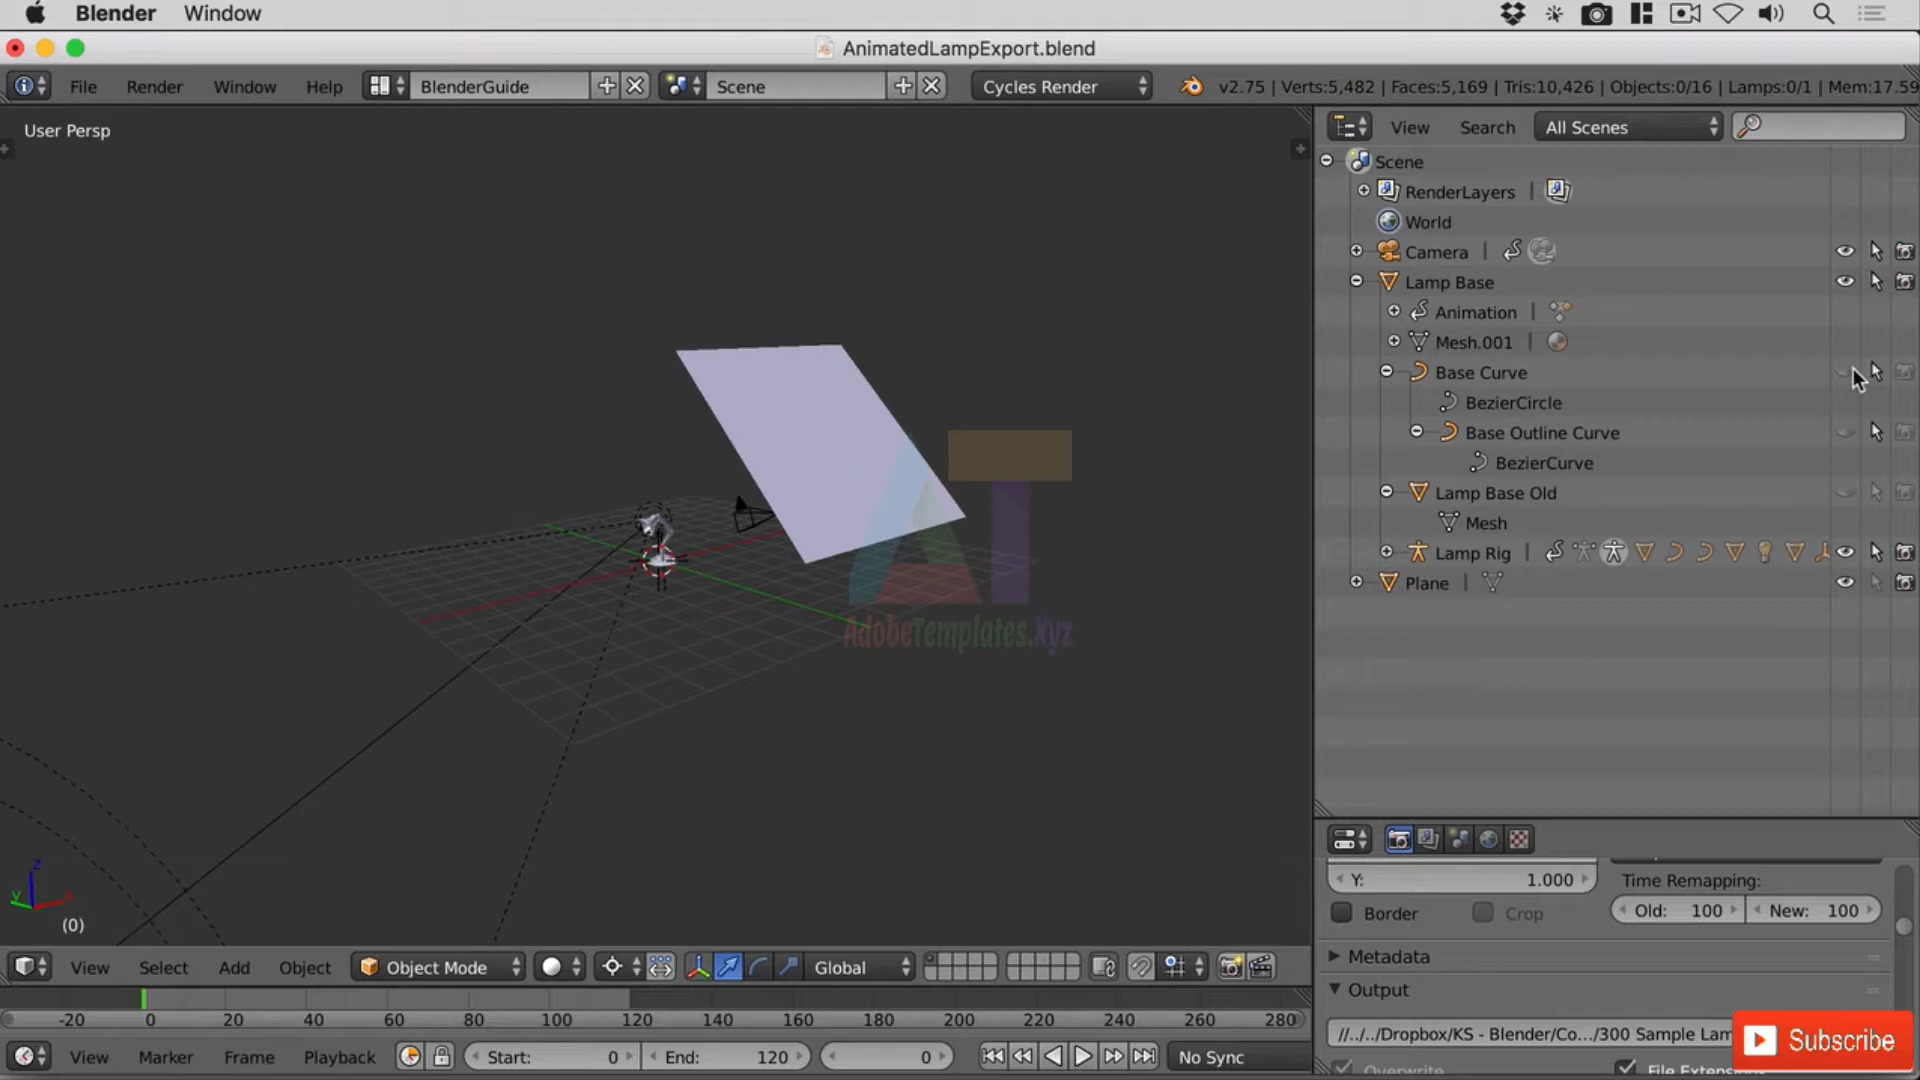 Blender Window
AnimatedLampExport.blend
File Render Window Help BlenderGuide Scene Cycles Render v2.75 | Verts:5,482 | Faces:5,169 | Tris:10,426 | Objects:0/16 | Lamps:0/1 | Mem:17.59
User Persp
View Search All Scenes
Scene
RenderLayers
World
Camera
Lamp Base
Animation
Mesh.001
Base Curve
BezierCircle
Base Outline Curve
BezierCurve
Lamp Base Old
Mesh
Lamp Rig
Plane
AdobeTemplates.Xyz
z
y
(0)
Y: 1.000 Time Remapping:
Border Crop Old: 100 New: 100
Metadata
Output
//../../Dropbox/KS - Blender/Co.../300 Sample Lam
Overwrite File Extens
Subscribe
View Select Add Object Object Mode Global
-20 0 20 40 60 80 100 120 140 160 180 200 220 240 260 280
View Marker Frame Playback Start: 0 End: 120 0 No Sync